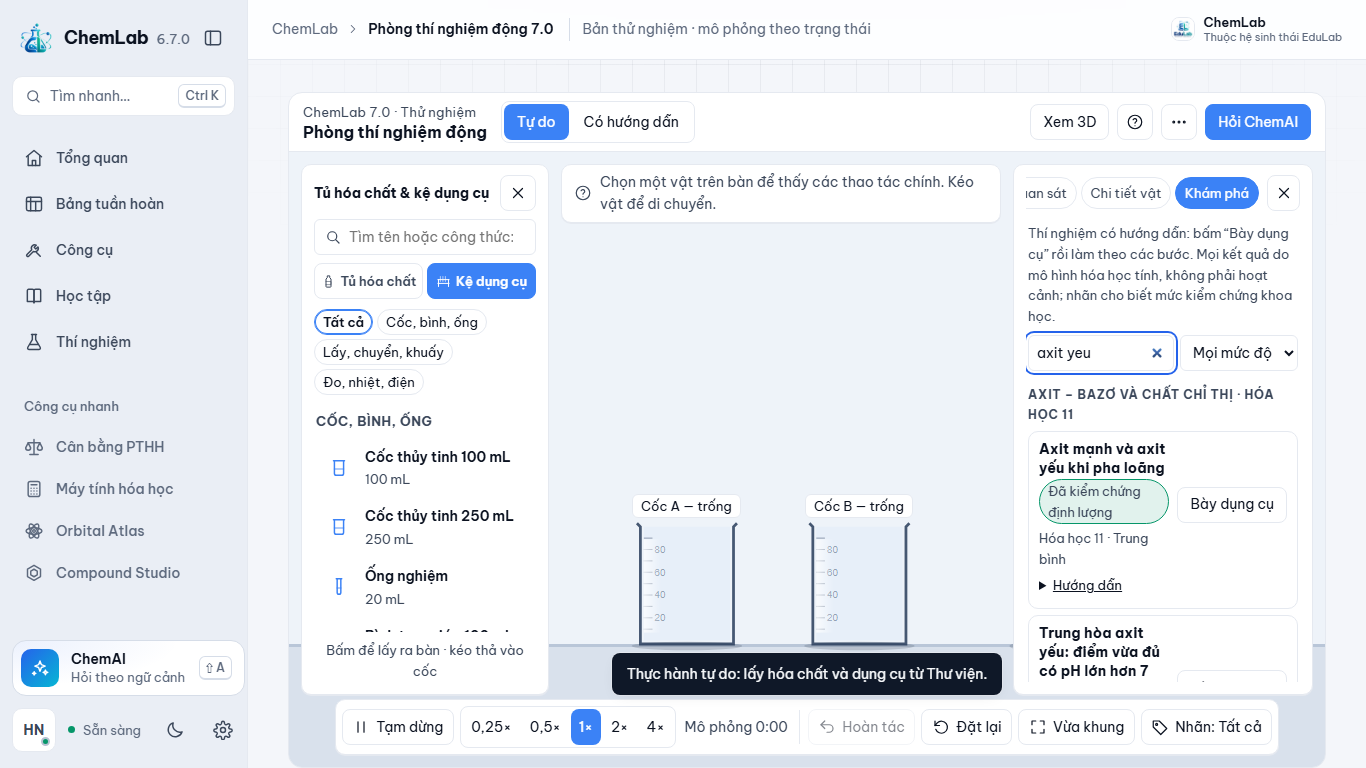 ChemLab 6.7.0
Tìm nhanh... Ctrl K
Tổng quan
Bảng tuần hoàn
Công cụ
Học tập
Thí nghiệm
Công cụ nhanh
Cân bằng PTHH
Máy tính hóa học
Orbital Atlas
Compound Studio
ChemAI
Hỏi theo ngữ cảnh
⇧ A
HN
Sẵn sàng
ChemLab › Phòng thí nghiệm động 7.0 Bản thử nghiệm · mô phỏng theo trạng thái
ChemLab
Thuộc hệ sinh thái EduLab
ChemLab 7.0 · Thử nghiệm
Phòng thí nghiệm động
Tự do Có hướng dẫn
Xem 3D
Hỏi ChemAI
Tủ hóa chất & kệ dụng cụ
Tìm tên hoặc công thức:
Tủ hóa chất Kệ dụng cụ
Tất cả Cốc, bình, ống
Lấy, chuyển, khuấy
Đo, nhiệt, điện
CỐC, BÌNH, ỐNG
Cốc thủy tinh 100 mL
100 mL
Cốc thủy tinh 250 mL
250 mL
Ống nghiệm
20 mL
Bấm để lấy ra bàn · kéo thả vào
cốc
Chọn một vật trên bàn để thấy các thao tác chính. Kéo
vật để di chuyển.
Cốc A — trống Cốc B — trống
80 80
60 60
40 40
20 20
Thực hành tự do: lấy hóa chất và dụng cụ từ Thư viện.
uan sát Chi tiết vật Khám phá
Thí nghiệm có hướng dẫn: bấm “Bày dụng
cụ” rồi làm theo các bước. Mọi kết quả do
mô hình hóa học tính, không phải hoạt
cảnh; nhãn cho biết mức kiểm chứng khoa
học.
axit yeu Mọi mức độ
AXIT – BAZƠ VÀ CHẤT CHỈ THỊ · HÓA
HỌC 11
Axit mạnh và axit
yếu khi pha loãng
Đã kiểm chứng
định lượng
Bày dụng cụ
Hóa học 11 · Trung
bình
Hướng dẫn
Trung hòa axit
yếu: điểm vừa đủ
có pH lớn hơn 7
Tạm dừng 0,25× 0,5× 1× 2× 4× Mô phỏng 0:00 Hoàn tác Đặt lại Vừa khung Nhãn: Tất cả